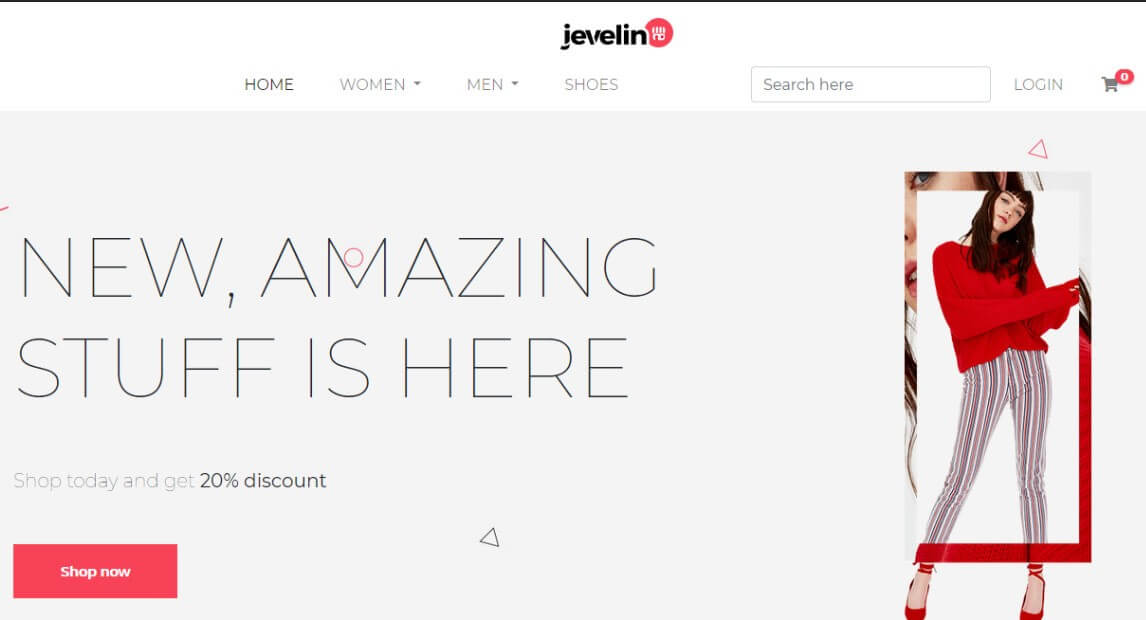 jevelin
HOME WOMEN MEN SHOES Search here LOGIN 0
NEW, AMAZING
STUFF IS HERE
Shop today and get 20% discount
Shop now